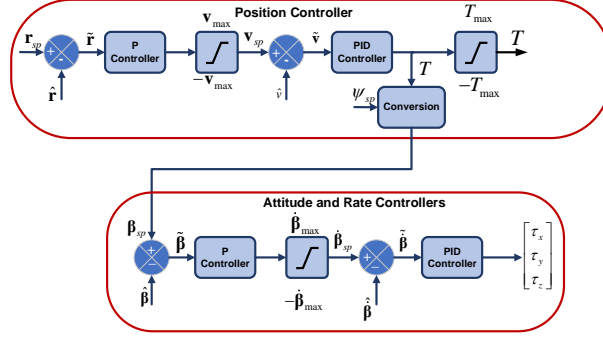 Position Controller
r_sp
+
-
r̃
r̂
P
Controller
v_max
-v_max
v_sp
+
-
ṽ
v̂
PID
Controller
T
T_max
-T_max
T
ψ_sp
Conversion
Attitude and Rate Controllers
β_sp
+
−
β̃
β̂
P
Controller
β̇_max
−β̇_max
β̇_sp
+
−
β̇̃
β̇̂
PID
Controller
τ_x
τ_y
τ_z